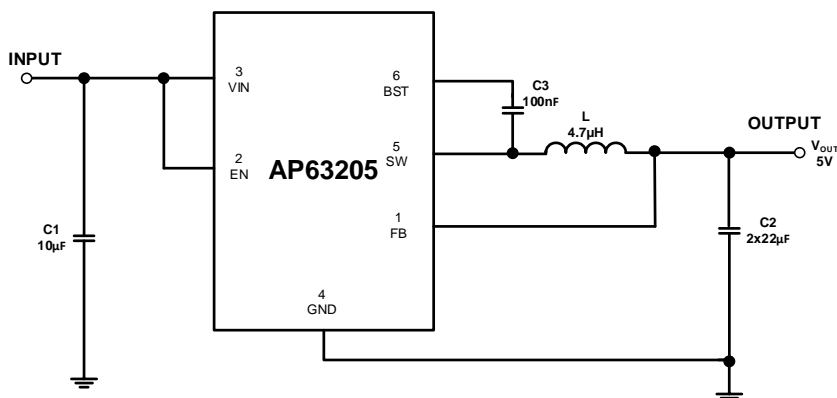 INPUT
3
VIN
2
EN
AP63205
6
BST
5
SW
1
FB
4
GND
C1
10μF
C3
100nF
L
4.7μH
OUTPUT
VOUT
5V
C2
2x22μF